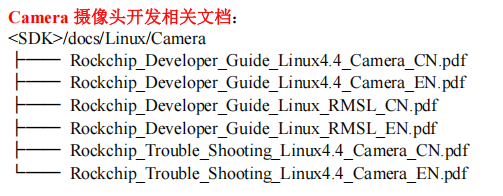 Camera 摄像头开发相关文档：
<SDK>/docs/Linux/Camera
├── Rockchip_Developer_Guide_Linux4.4_Camera_CN.pdf
├── Rockchip_Developer_Guide_Linux4.4_Camera_EN.pdf
├── Rockchip_Developer_Guide_Linux_RMSL_CN.pdf
├── Rockchip_Developer_Guide_Linux_RMSL_EN.pdf
├── Rockchip_Trouble_Shooting_Linux4.4_Camera_CN.pdf
└── Rockchip_Trouble_Shooting_Linux4.4_Camera_EN.pdf